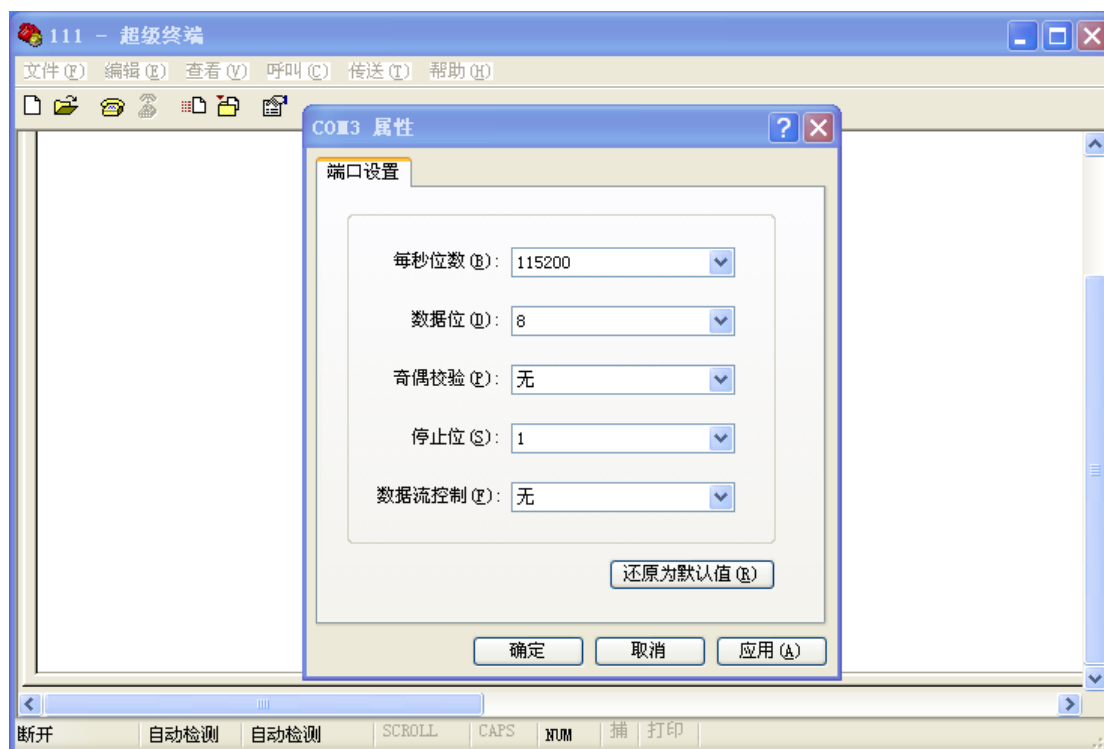 111 - 超级终端
文件(F) 编辑(E) 查看(V) 呼叫(C) 传送(T) 帮助(H)
COM3 属性
端口设置
每秒位数(B): 115200
数据位(D): 8
奇偶校验(P): 无
停止位(S): 1
数据流控制(F): 无
还原为默认值(R)
确定 取消 应用(A)
断开 自动检测 自动检测 SCROLL CAPS NUM 捕 打印